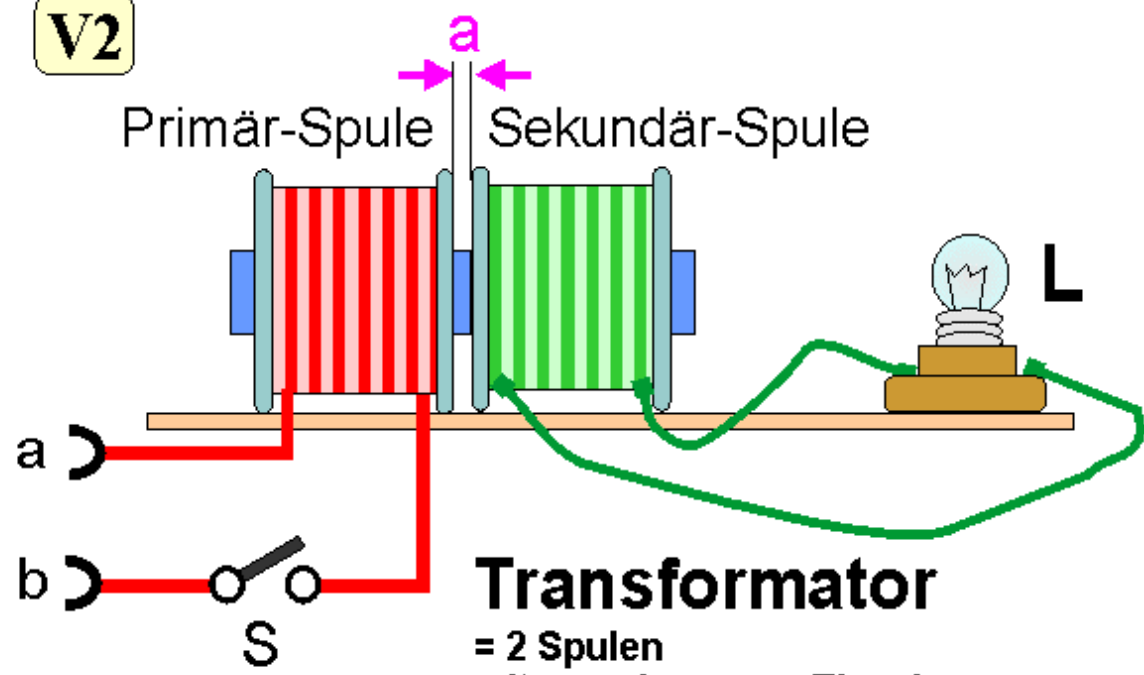 V2
a
Primär-Spule Sekundär-Spule
L
a
b
S
Transformator
= 2 Spulen